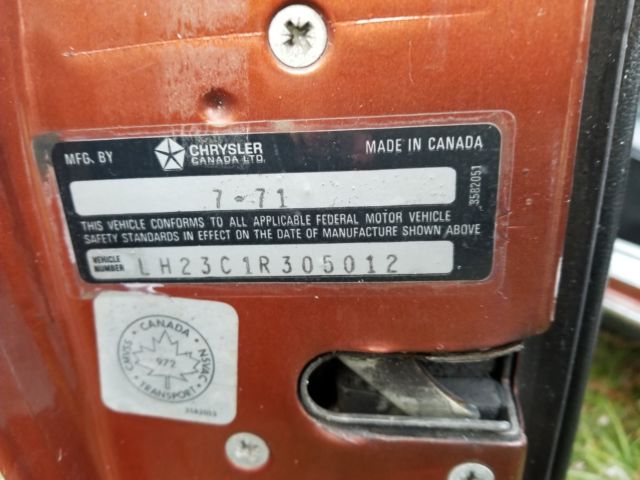 MFG. BY CHRYSLER CANADA LTD. MADE IN CANADA
7-71
3582051
THIS VEHICLE CONFORMS TO ALL APPLICABLE FEDERAL MOTOR VEHICLE
SAFETY STANDARDS IN EFFECT ON THE DATE OF MANUFACTURE SHOWN ABOVE
VEHICLE NUMBER LH23C1R305012
CANADA
CMVSS NSVAC
972
TRANSPORT